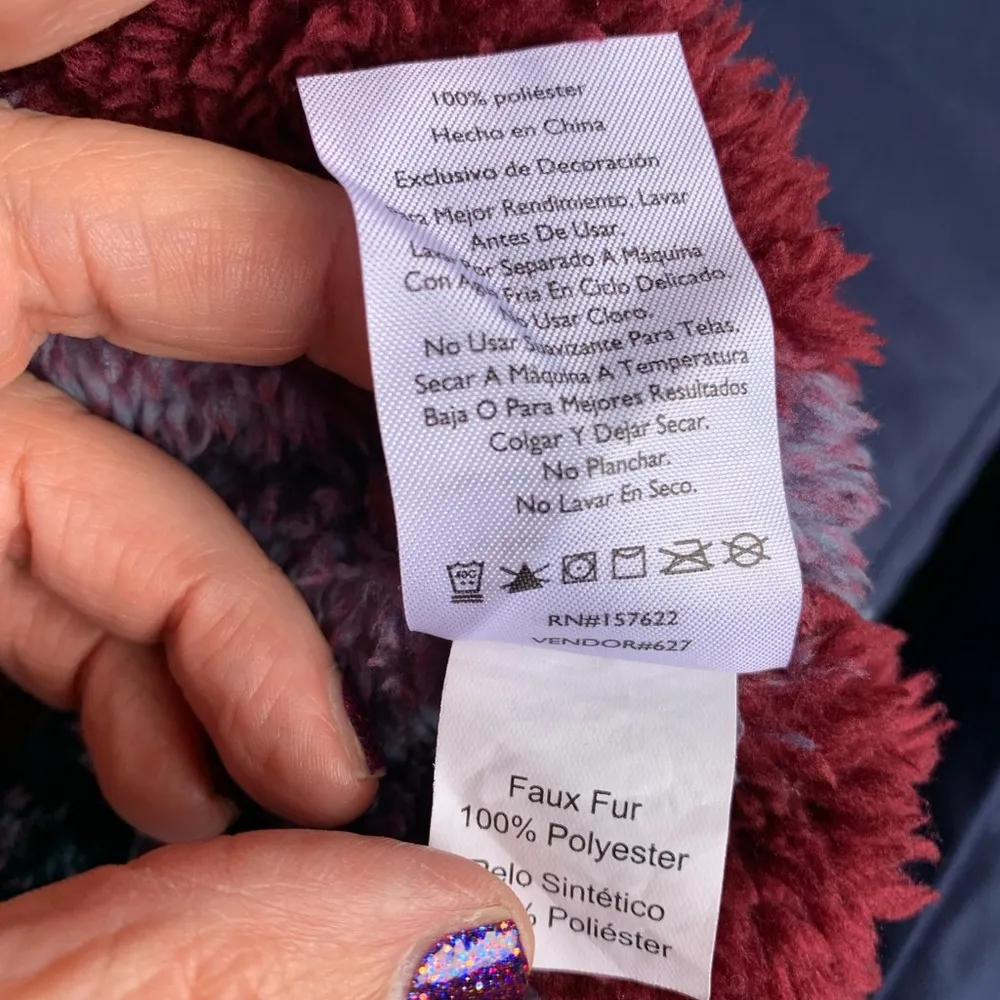 100% poliéster
Hecho en China
Exclusivo de Decoración
Mejor Rendimiento, Lavar
Antes De Usar.
Por Separado A Máquina
Con Fría En Ciclo Delicado.
Usar Cloro.
No Usar Suavizante Para Telas.
Secar A Máquina A Temperatura
Baja O Para Mejores Resultados
Colgar Y Dejar Secar.
No Planchar.
No Lavar En Seco.
40C
RN#157622
VENDOR#627
Faux Fur
100% Polyester
Pelo Sintético
% Poliéster